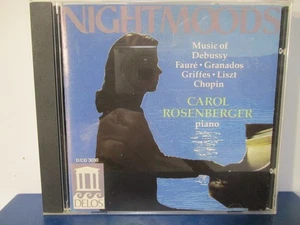 NIGHTMOODS
Music of
Debussy
Fauré • Granados
Griffes • Liszt
Chopin
CAROL
ROSENBERGER
piano
DELOS